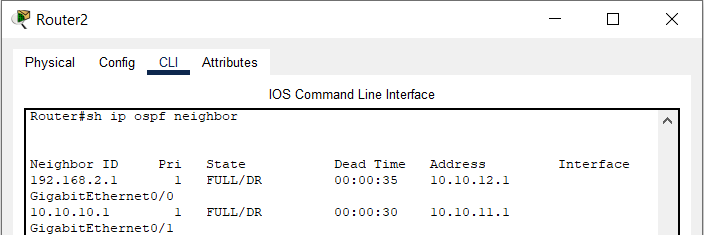 Router2
Physical Config CLI Attributes
IOS Command Line Interface
Router#sh ip ospf neighbor
Neighbor ID Pri State Dead Time Address Interface
192.168.2.1 1 FULL/DR 00:00:35 10.10.12.1
GigabitEthernet0/0
10.10.10.1 1 FULL/DR 00:00:30 10.10.11.1
GigabitEthernet0/1